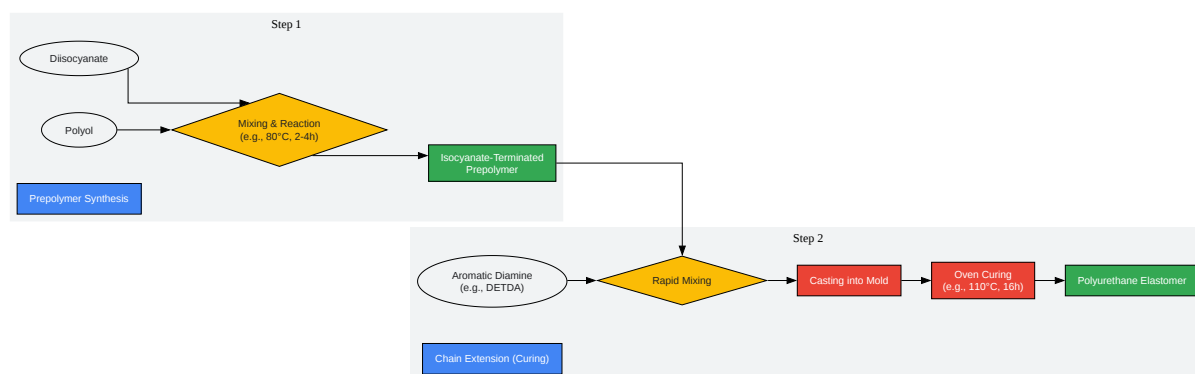 Step 1
Diisocyanate
Polyol
Mixing & Reaction
(e.g., 80°C, 2-4h)
Isocyanate-Terminated
Prepolymer
Prepolymer Synthesis
Step 2
Aromatic Diamine
(e.g., DETDA)
Rapid Mixing
Casting into Mold
Oven Curing
(e.g., 110°C, 16h)
Polyurethane Elastomer
Chain Extension (Curing)